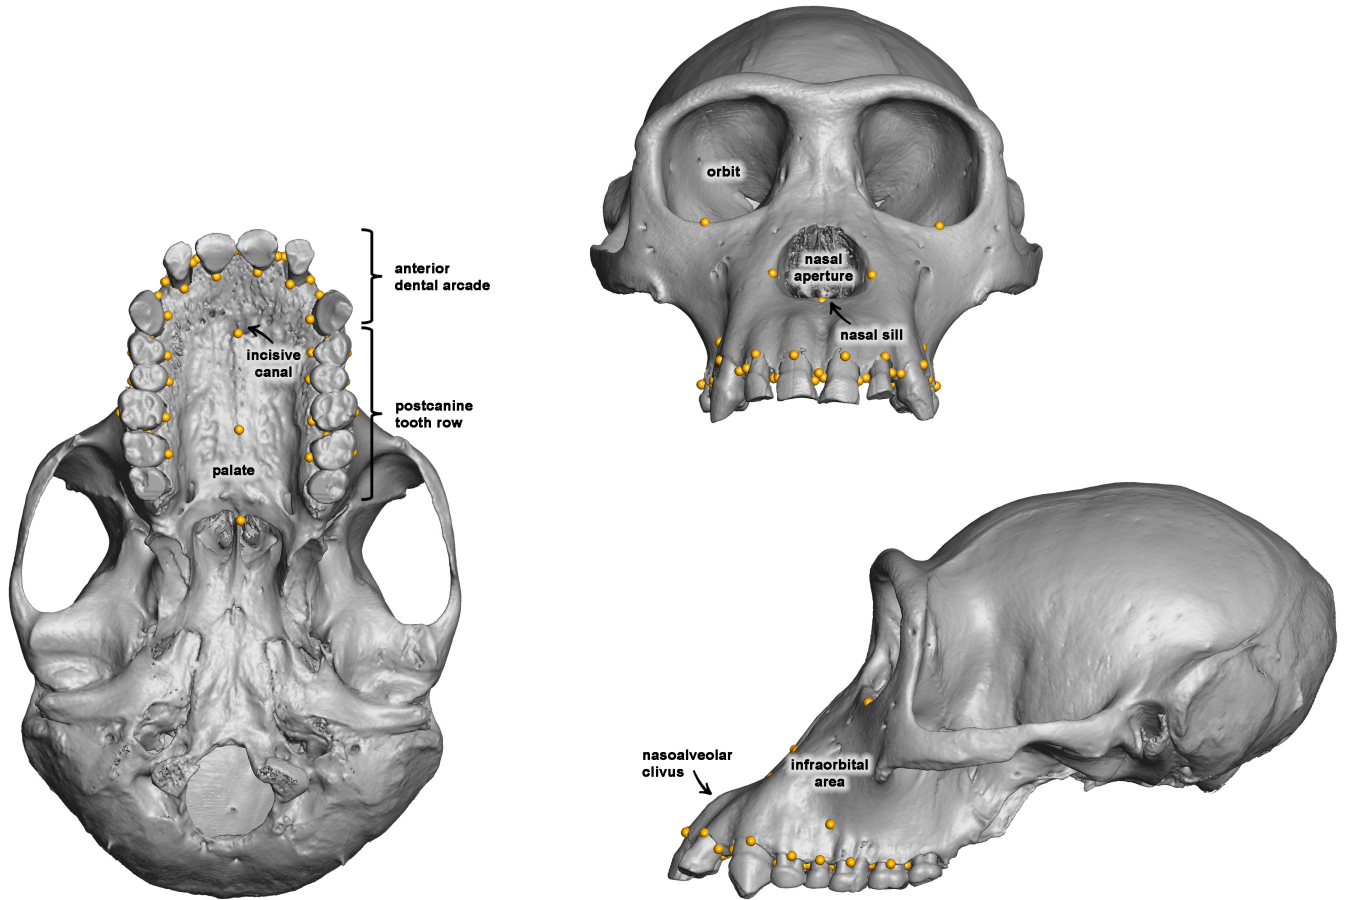 anterior
dental arcade
incisive
canal
postcanine
tooth row
palate
orbit
nasal
aperture
nasal sill
nasoalveolar
clivus
infraorbital
area